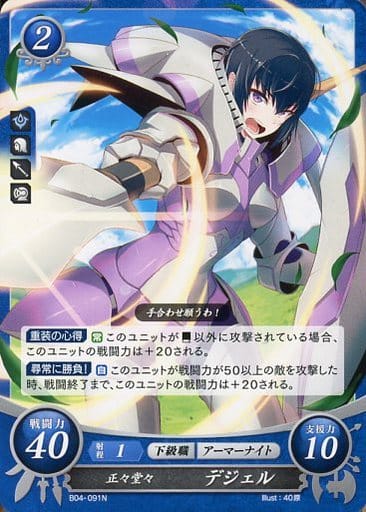 2
手合わせ願うわ！
重装の心得 常 このユニットが■以外に攻撃されている場合、
このユニットの戦闘力は＋20される。
尋常に勝負！ 自 このユニットが戦闘力が50以上の敵を攻撃し
た時、戦闘終了まで、このユニットの戦闘力は＋20される。
戦闘力 40
射程 1
下級職
アーマーナイト
支援力 10
正々堂々
デジェル
B04-091N
Illust：40原